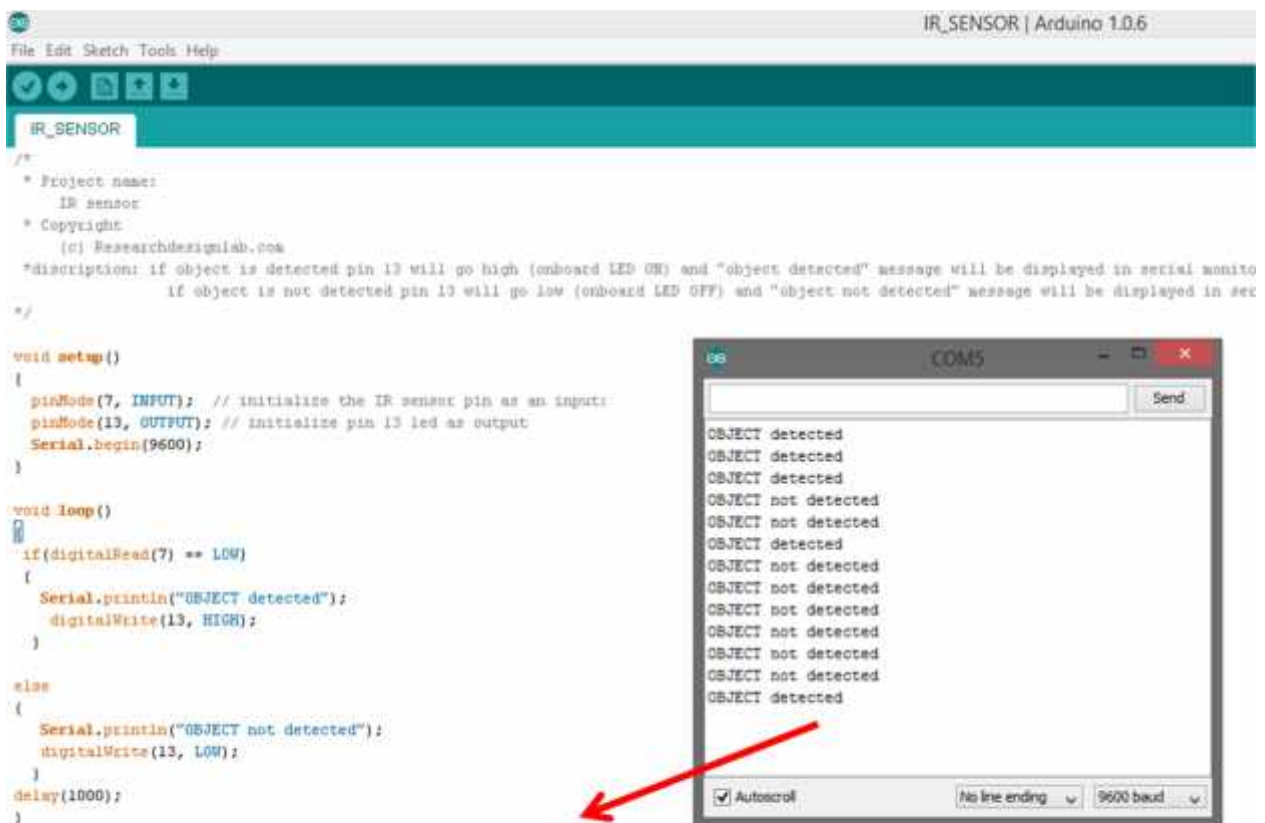 IR_SENSOR | Arduino 1.0.6
File Edit Sketch Tools Help
IR_SENSOR
/*
* Project name:
IR sensor
* Copyright
(c) Researchdesignlab.com
*discription: if object is detected pin 13 will go high (onboard LED ON) and "object detected" message will be displayed in serial monito
if object is not detected pin 13 will go low (onboard LED OFF) and "object not detected" message will be displayed in ser
*/
void setup()
{
pinMode(7, INPUT); // initialize the IR sensor pin as an input:
pinMode(13, OUTPUT); // initialize pin 13 led as output
Serial.begin(9600);
}
void loop()
{
if(digitalRead(7) == LOW)
{
Serial.println("OBJECT detected");
digitalWrite(13, HIGH);
}
else
{
Serial.println("OBJECT not detected");
digitalWrite(13, LOW);
}
delay(1000);
}
COM5
Send
OBJECT detected
OBJECT detected
OBJECT detected
OBJECT not detected
OBJECT not detected
OBJECT detected
OBJECT not detected
OBJECT not detected
OBJECT not detected
OBJECT not detected
OBJECT not detected
OBJECT not detected
OBJECT detected
Autoscroll
No line ending
9600 baud